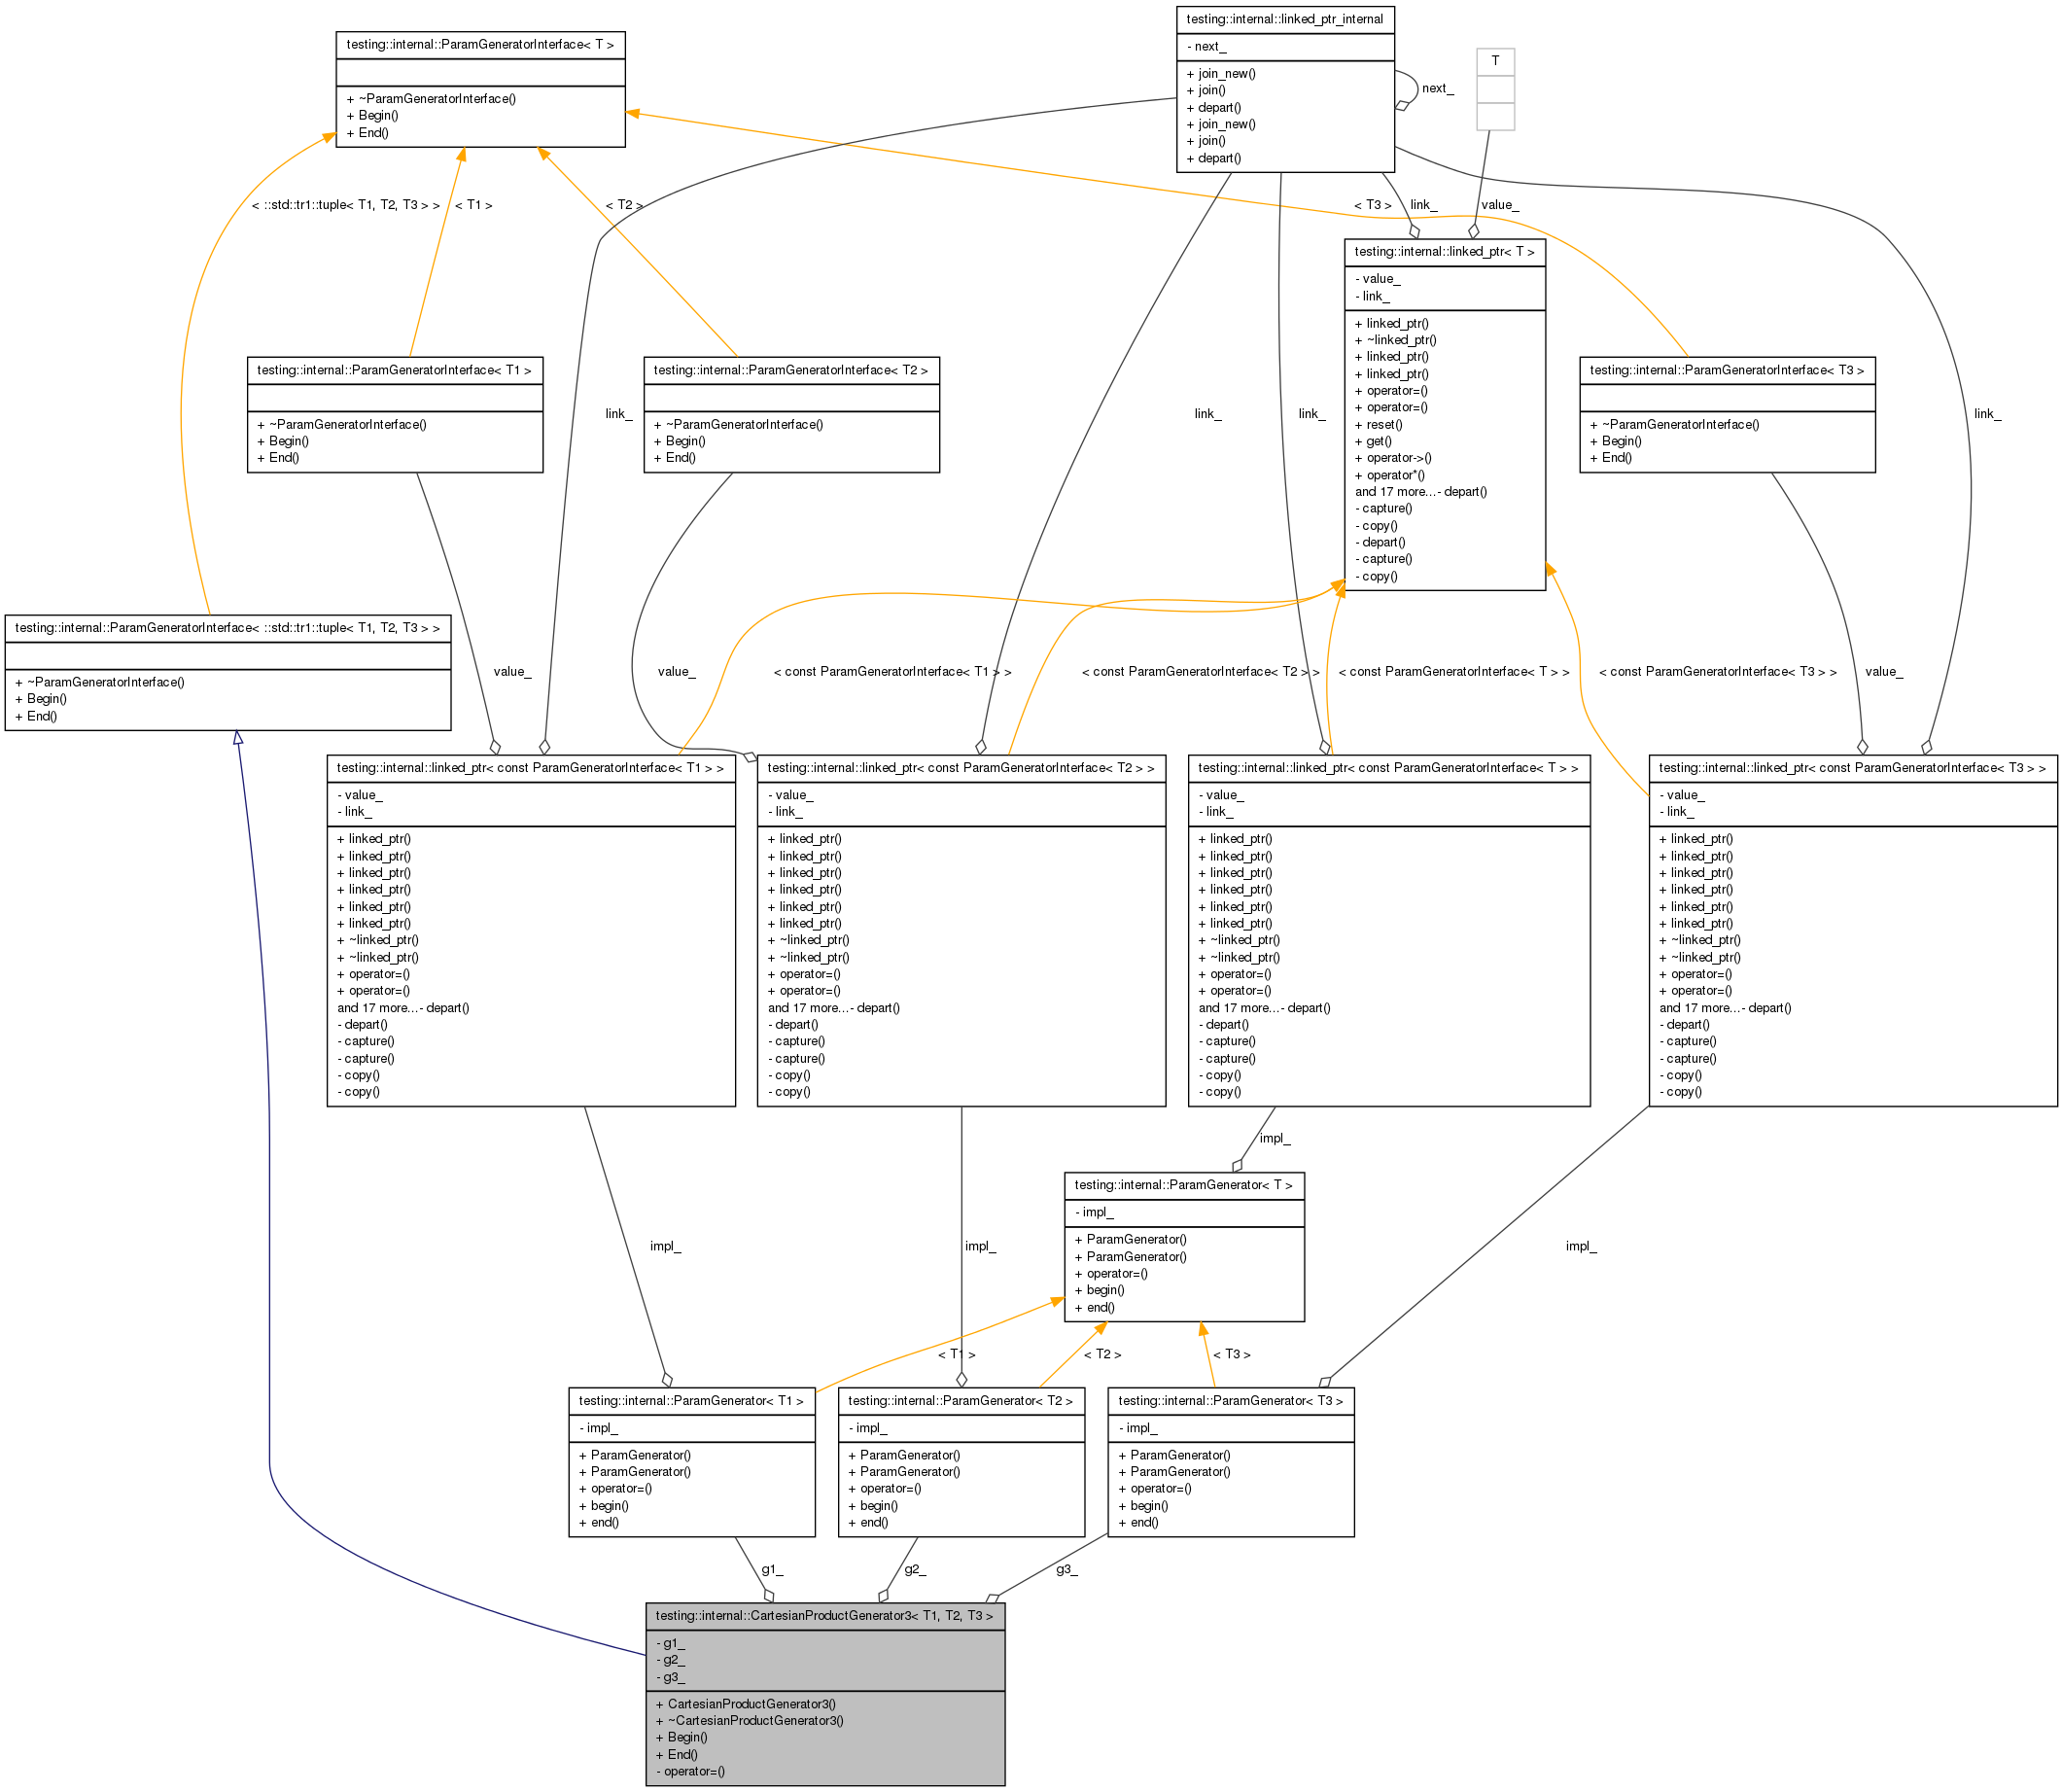 testing::internal::linked_ptr_internal
- next_
+ join_new()
+ join()
+ depart()
+ join_new()
+ join()
+ depart()
next_
testing::internal::ParamGeneratorInterface< T >
+ ~ParamGeneratorInterface()
+ Begin()
+ End()
T
< ::std::tr1::tuple< T1, T2, T3 > >
< T1 >
< T2 >
< T3 >
link_
value_
testing::internal::linked_ptr< T >
- value_
- link_
+ linked_ptr()
+ ~linked_ptr()
+ linked_ptr()
+ linked_ptr()
+ operator=()
+ operator=()
+ reset()
+ get()
+ operator->()
+ operator*()
and 17 more...- depart()
- capture()
- copy()
- depart()
- capture()
- copy()
testing::internal::ParamGeneratorInterface< T1 >
+ ~ParamGeneratorInterface()
+ Begin()
+ End()
link_
testing::internal::ParamGeneratorInterface< T2 >
+ ~ParamGeneratorInterface()
+ Begin()
+ End()
link_
link_
testing::internal::ParamGeneratorInterface< T3 >
+ ~ParamGeneratorInterface()
+ Begin()
+ End()
link_
testing::internal::ParamGeneratorInterface< ::std::tr1::tuple< T1, T2, T3 > >
+ ~ParamGeneratorInterface()
+ Begin()
+ End()
value_
value_
< const ParamGeneratorInterface< T1 > >
< const ParamGeneratorInterface< T2 > >
< const ParamGeneratorInterface< T > >
< const ParamGeneratorInterface< T3 > >
value_
testing::internal::linked_ptr< const ParamGeneratorInterface< T1 > >
- value_
- link_
+ linked_ptr()
+ linked_ptr()
+ linked_ptr()
+ linked_ptr()
+ linked_ptr()
+ linked_ptr()
+ ~linked_ptr()
+ ~linked_ptr()
+ operator=()
+ operator=()
and 17 more...- depart()
- depart()
- capture()
- capture()
- copy()
- copy()
testing::internal::linked_ptr< const ParamGeneratorInterface< T2 > >
- value_
- link_
+ linked_ptr()
+ linked_ptr()
+ linked_ptr()
+ linked_ptr()
+ linked_ptr()
+ linked_ptr()
+ ~linked_ptr()
+ ~linked_ptr()
+ operator=()
+ operator=()
and 17 more...- depart()
- depart()
- capture()
- capture()
- copy()
- copy()
testing::internal::linked_ptr< const ParamGeneratorInterface< T > >
- value_
- link_
+ linked_ptr()
+ linked_ptr()
+ linked_ptr()
+ linked_ptr()
+ linked_ptr()
+ linked_ptr()
+ ~linked_ptr()
+ ~linked_ptr()
+ operator=()
+ operator=()
and 17 more...- depart()
- depart()
- capture()
- capture()
- copy()
- copy()
testing::internal::linked_ptr< const ParamGeneratorInterface< T3 > >
- value_
- link_
+ linked_ptr()
+ linked_ptr()
+ linked_ptr()
+ linked_ptr()
+ linked_ptr()
+ linked_ptr()
+ ~linked_ptr()
+ ~linked_ptr()
+ operator=()
+ operator=()
and 17 more...- depart()
- depart()
- capture()
- capture()
- copy()
- copy()
impl_
testing::internal::ParamGenerator< T >
- impl_
+ ParamGenerator()
+ ParamGenerator()
+ operator=()
+ begin()
+ end()
impl_
impl_
impl_
< T1 >
< T2 >
< T3 >
testing::internal::ParamGenerator< T1 >
- impl_
+ ParamGenerator()
+ ParamGenerator()
+ operator=()
+ begin()
+ end()
testing::internal::ParamGenerator< T2 >
- impl_
+ ParamGenerator()
+ ParamGenerator()
+ operator=()
+ begin()
+ end()
testing::internal::ParamGenerator< T3 >
- impl_
+ ParamGenerator()
+ ParamGenerator()
+ operator=()
+ begin()
+ end()
g1_
g2_
g3_
testing::internal::CartesianProductGenerator3< T1, T2, T3 >
- g1_
- g2_
- g3_
+ CartesianProductGenerator3()
+ ~CartesianProductGenerator3()
+ Begin()
+ End()
- operator=()